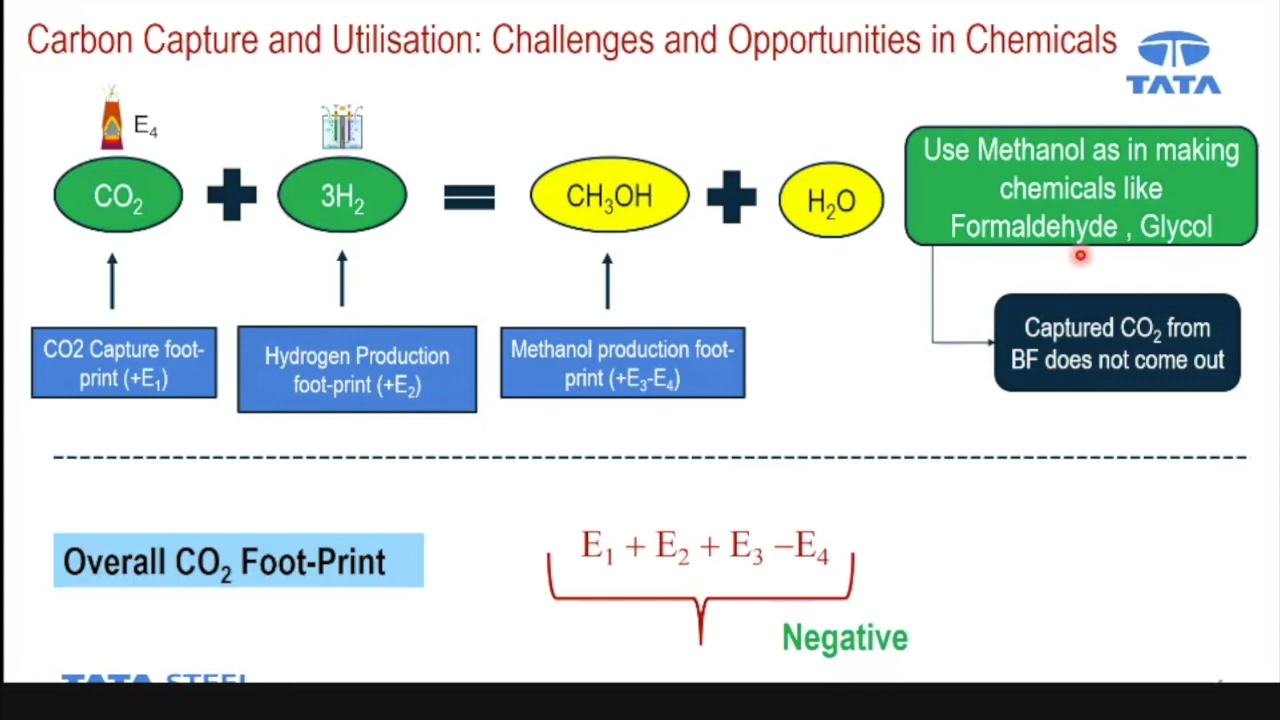 Carbon Capture and Utilisation: Challenges and Opportunities in Chemicals
TATA
E₄
CO₂
3H₂
CH₃OH
H₂O
Use Methanol as in making
chemicals like
Formaldehyde , Glycol
CO2 Capture foot-
print (+E₁)
Hydrogen Production
foot-print (+E₂)
Methanol production foot-
print (+E₃-E₄)
Captured CO₂ from
BF does not come out
Overall CO₂ Foot-Print
E₁ + E₂ + E₃ −E₄
Negative
TATA STEEL